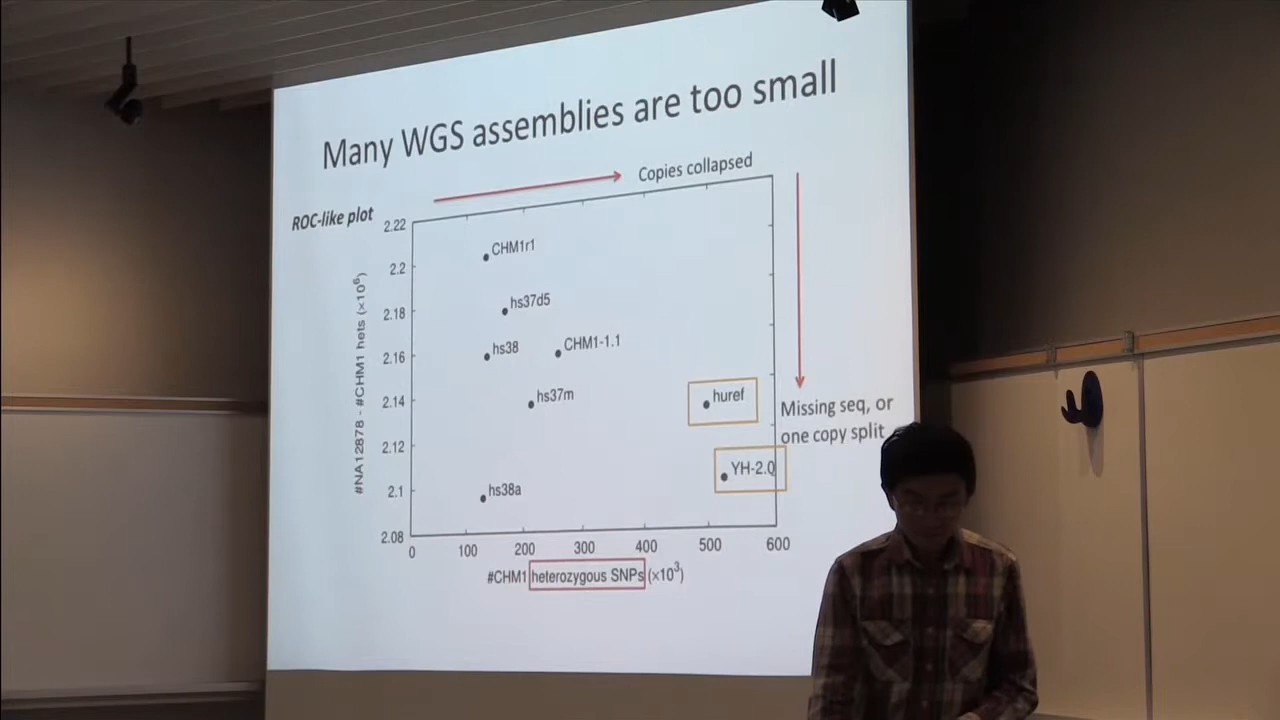 Many WGS assemblies are too small
Copies collapsed
ROC-like plot
2.22
2.2
2.18
2.16
2.14
2.12
2.1
2.08
#NA12878 - #CHM1 hets (×10⁶)
CHM1r1
hs37d5
hs38
CHM1-1.1
hs37m
huref
YH-2.0
hs38a
Missing seq, or
one copy split
0 100 200 300 400 500 600
#CHM1 heterozygous SNPs (×10³)